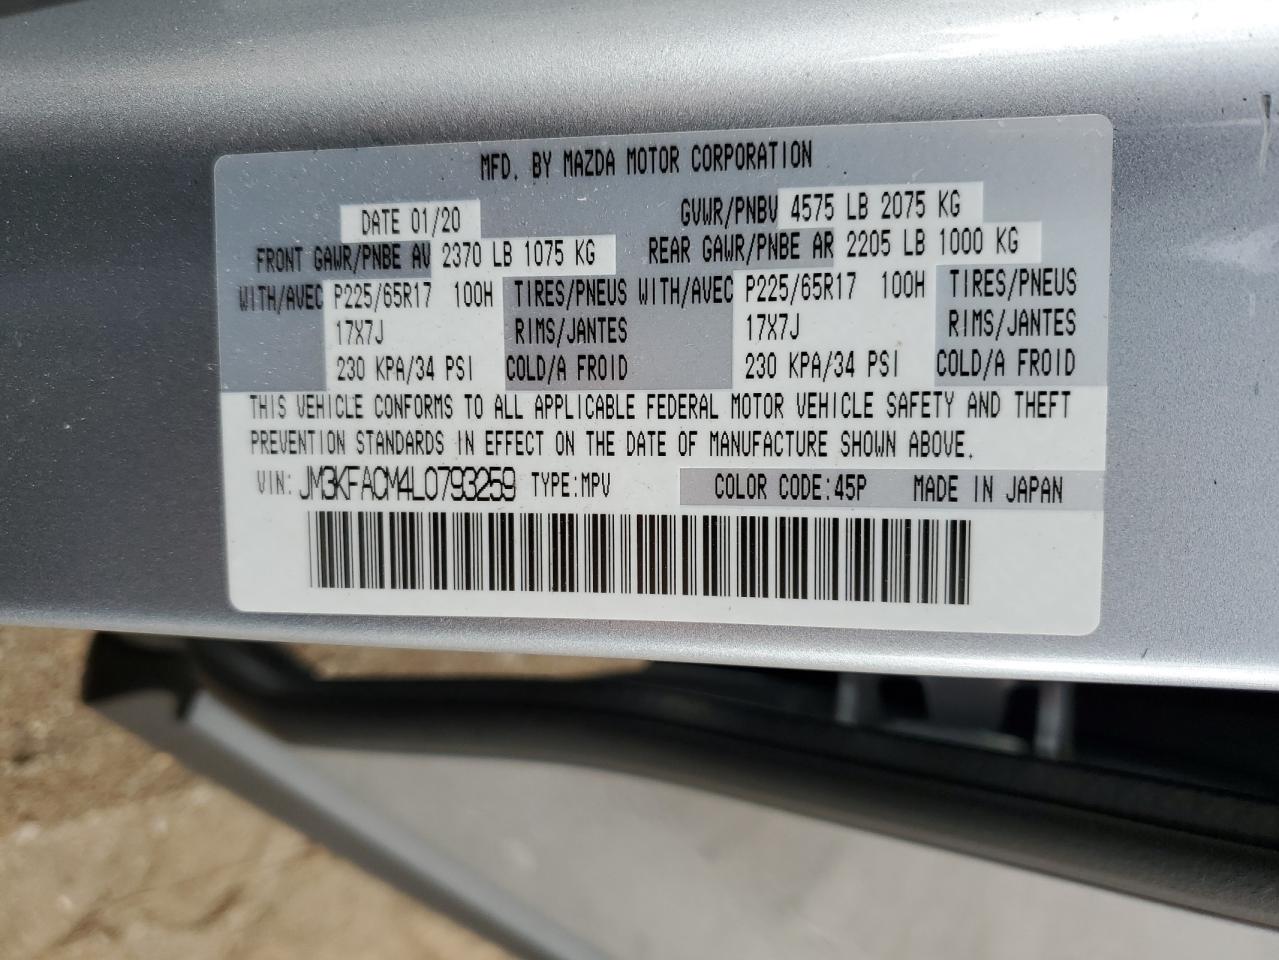 MFD. BY MAZDA MOTOR CORPORATION
DATE 01/20 GVWR/PNBV 4575 LB 2075 KG
FRONT GAWR/PNBE AV 2370 LB 1075 KG REAR GAWR/PNBE AR 2205 LB 1000 KG
WITH/AVEC P225/65R17 100H TIRES/PNEUS WITH/AVEC P225/65R17 100H TIRES/PNEUS
17X7J RIMS/JANTES 17X7J RIMS/JANTES
230 KPA/34 PSI COLD/A FROID 230 KPA/34 PSI COLD/A FROID
THIS VEHICLE CONFORMS TO ALL APPLICABLE FEDERAL MOTOR VEHICLE SAFETY AND THEFT
PREVENTION STANDARDS IN EFFECT ON THE DATE OF MANUFACTURE SHOWN ABOVE.
VIN: JM3KFACM4L0793259 TYPE:MPV COLOR CODE:45P MADE IN JAPAN